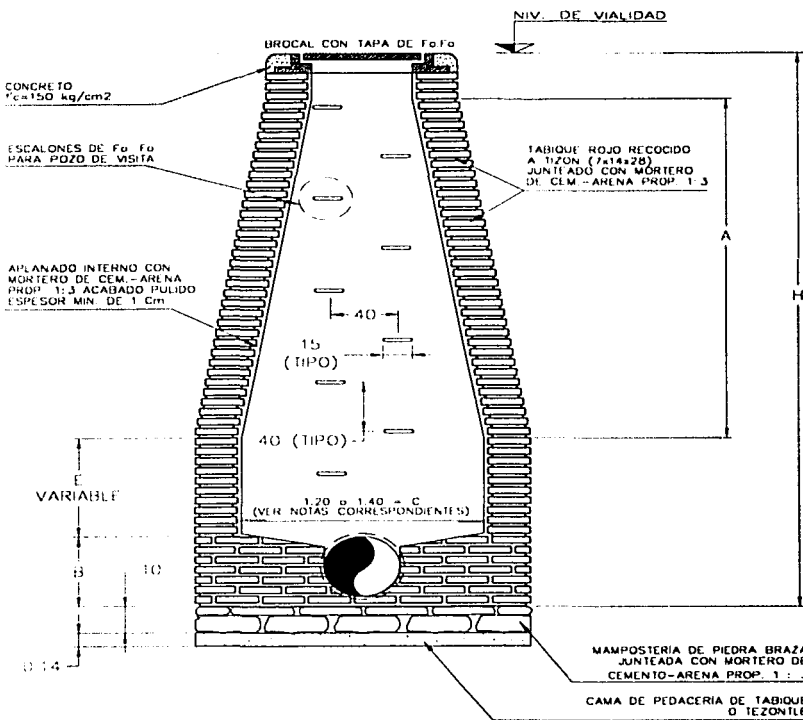 NIV. DE VIALIDAD
BROCAL CON TAPA DE Fo.Fo
CONCRETO
f'c=150 kg/cm2
ESCALONES DE Fo Fo
PARA POZO DE VISITA
TABIQUE ROJO RECOCIDO
A TIZON (7x14x28)
JUNTEADO CON MORTERO
DE CEM.-ARENA PROP. 1:3
A
H
APLANADO INTERNO CON
MORTERO DE CEM.-ARENA
PROP 1:3 ACABADO PULIDO
ESPESOR MIN. DE 1 Cm
40
15
(TIPO)
40 (TIPO)
E
VARIABLE
1.20 o 1.40 = C
(VER NOTAS CORRESPONDIENTES)
B
10
0.14
MAMPOSTERIA DE PIEDRA BRAZA
JUNTEADA CON MORTERO DE
CEMENTO-ARENA PROP. 1 :
CAMA DE PEDACERIA DE TABIQUE
O TEZONTLE